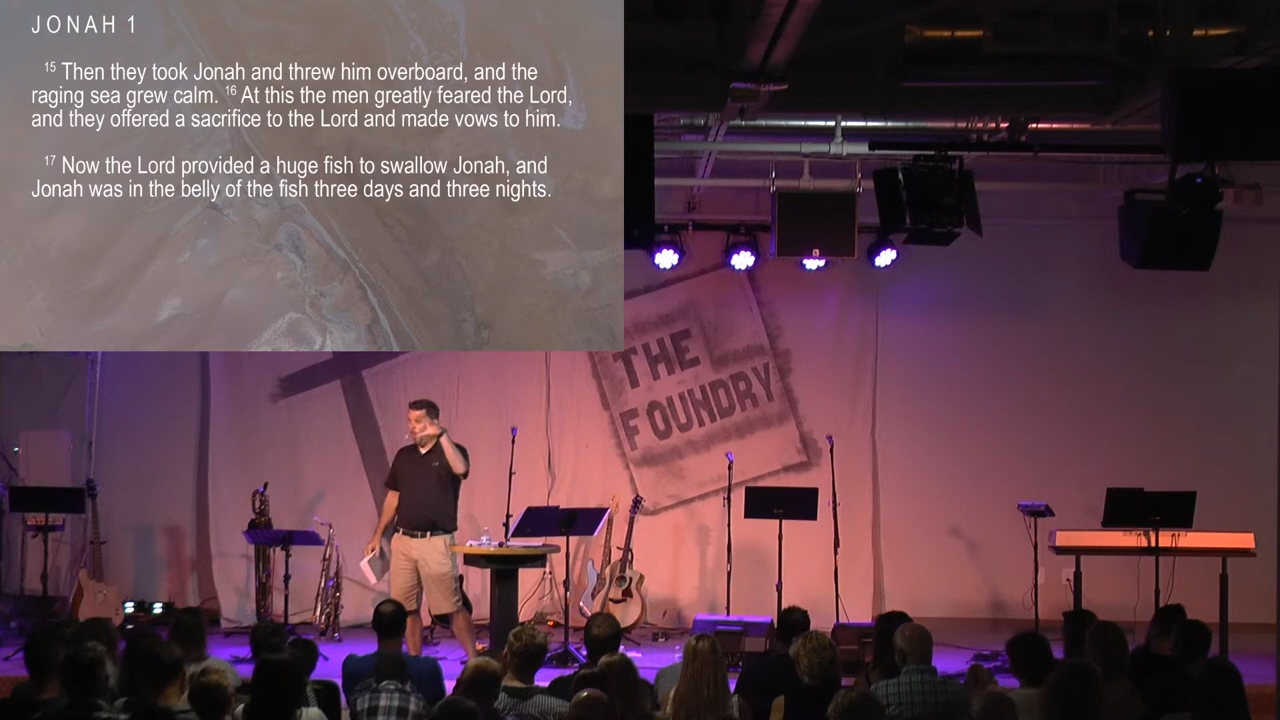 JONAH 1
15 Then they took Jonah and threw him overboard, and the
raging sea grew calm. 16 At this the men greatly feared the Lord,
and they offered a sacrifice to the Lord and made vows to him.
17 Now the Lord provided a huge fish to swallow Jonah, and
Jonah was in the belly of the fish three days and three nights.
THE
FOUNDRY